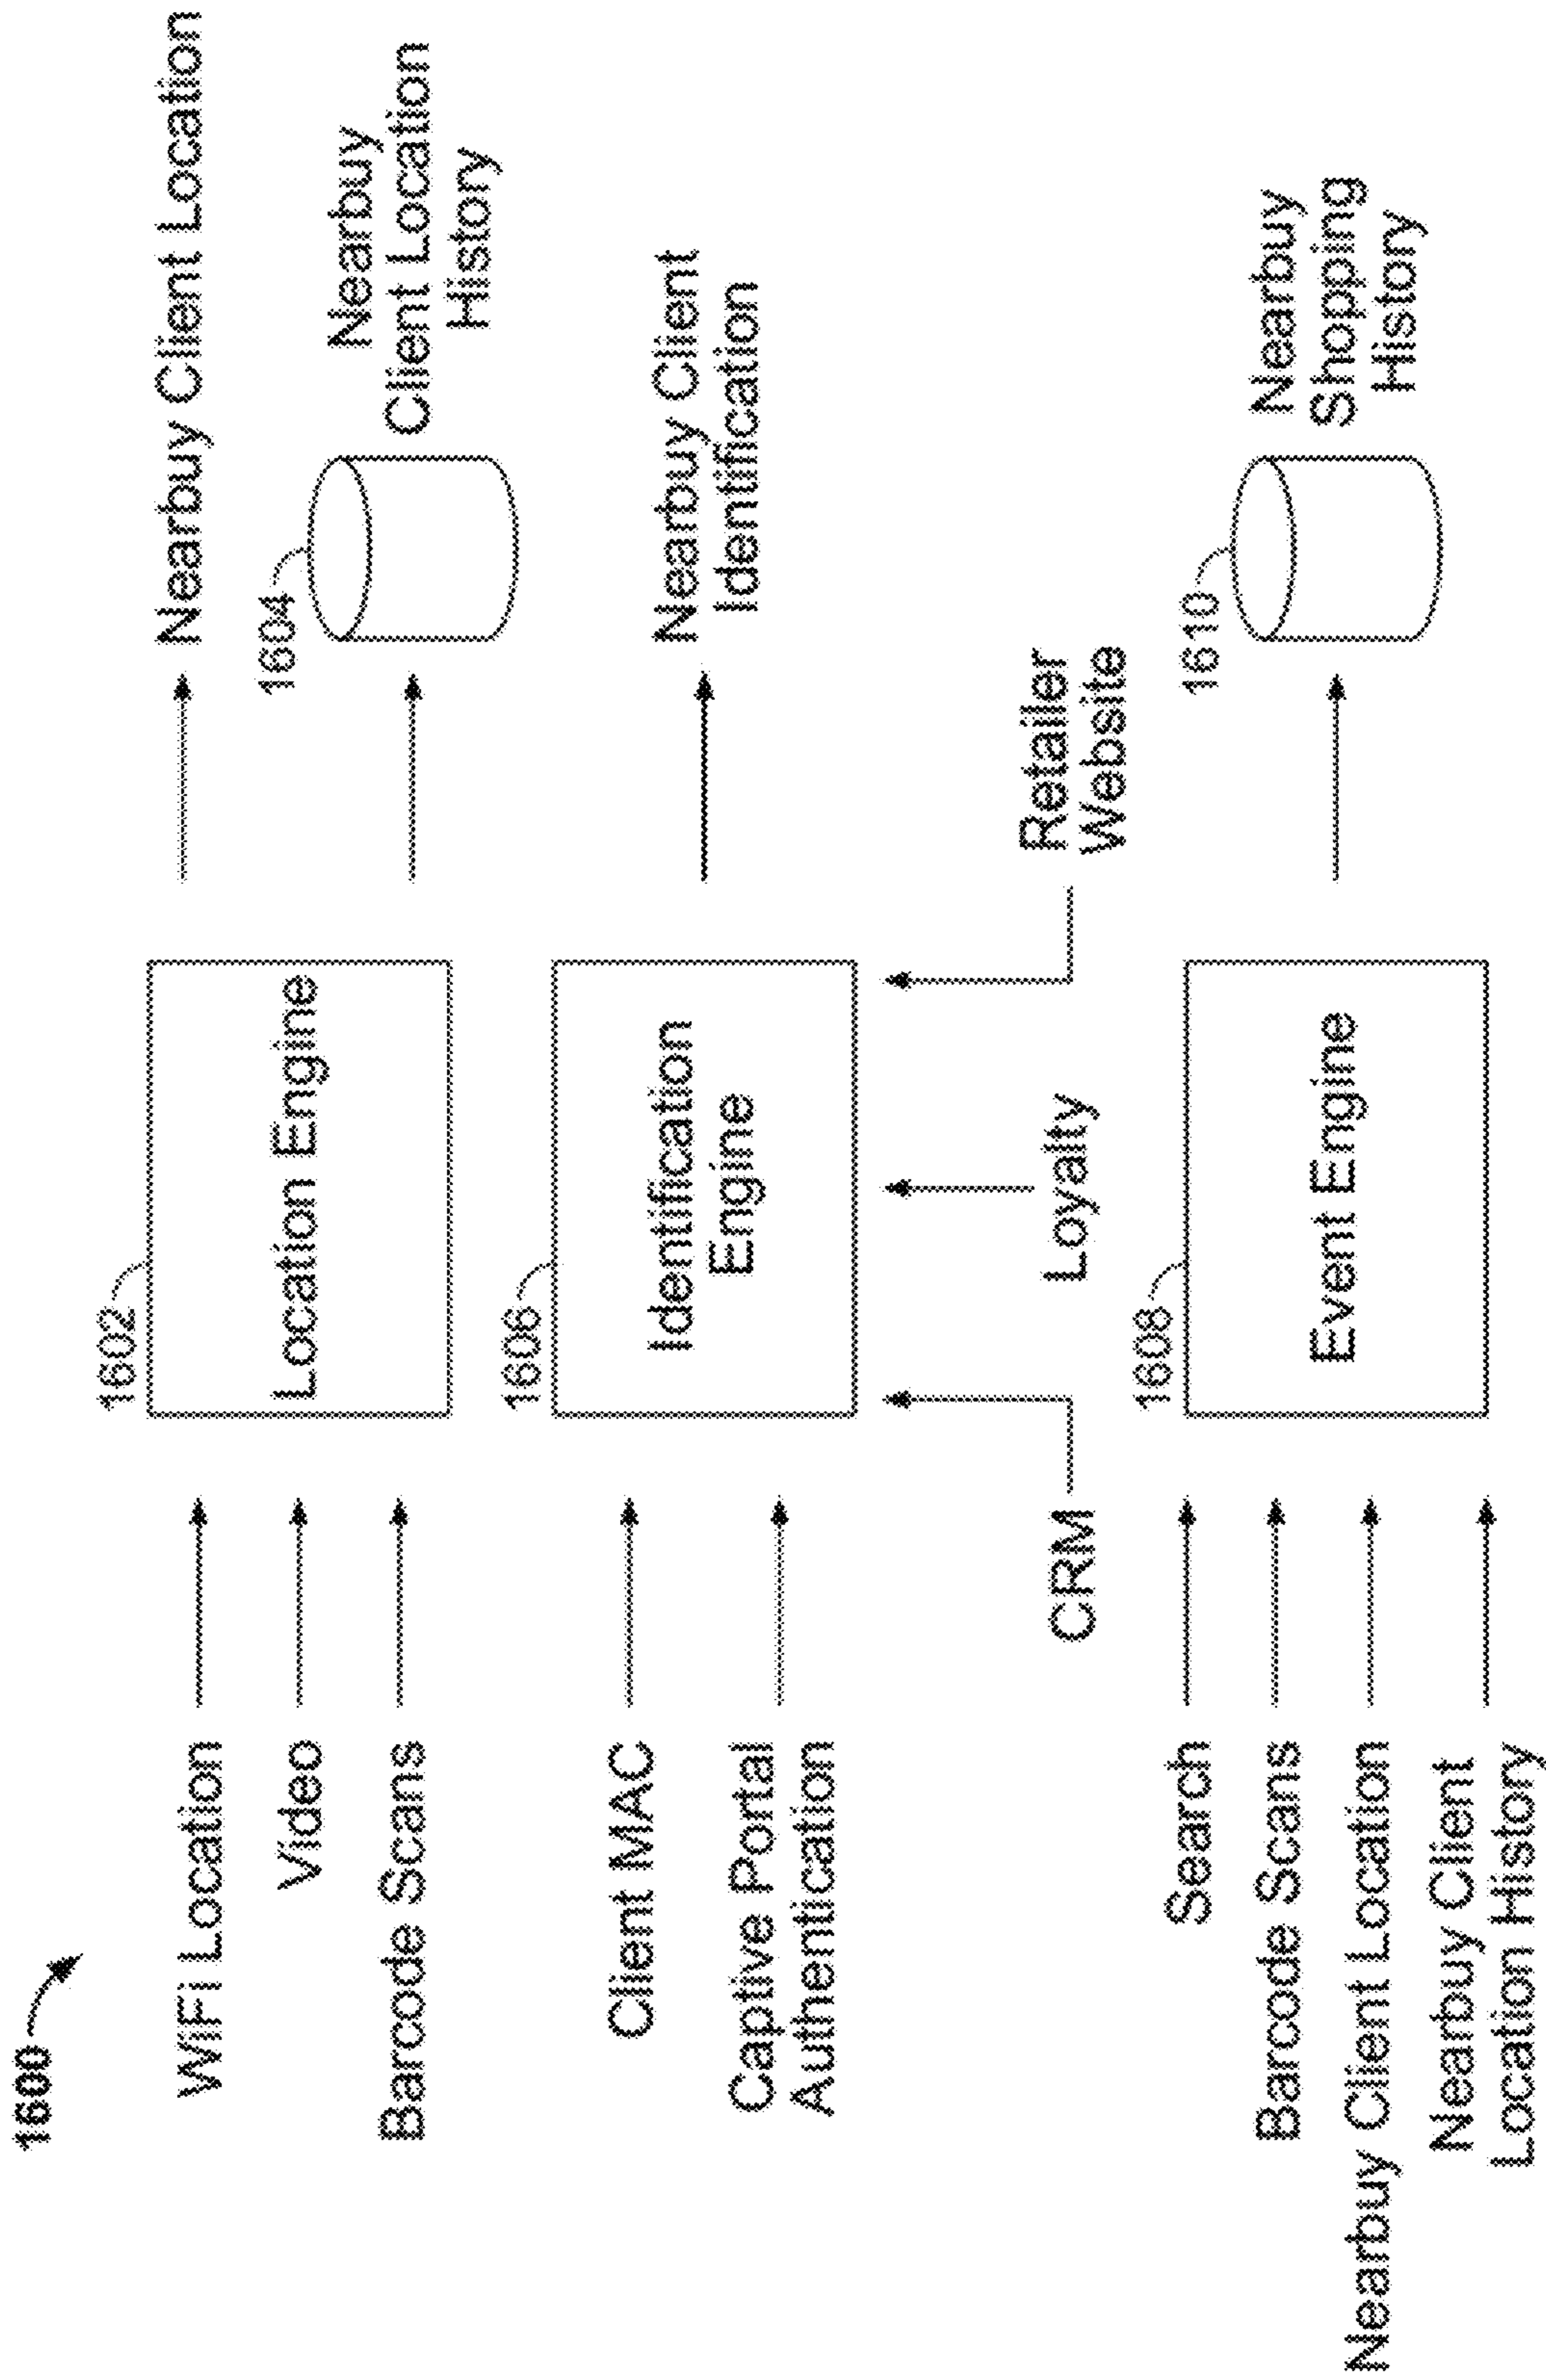 1600
WiFi Location
Video
Barcode Scans
1602
Location Engine
Nearbuy Client Location
1604
Nearbuy
Client Location
History
Client MAC
Captive Portal
Authentication
1606
Identification
Engine
Nearbuy Client
Identification
CRM
Loyalty
Retailer
Website
Search
Barcode Scans
Nearbuy Client Location
Nearbuy Client
Location History
1608
Event Engine
1610
Nearbuy
Shopping
History